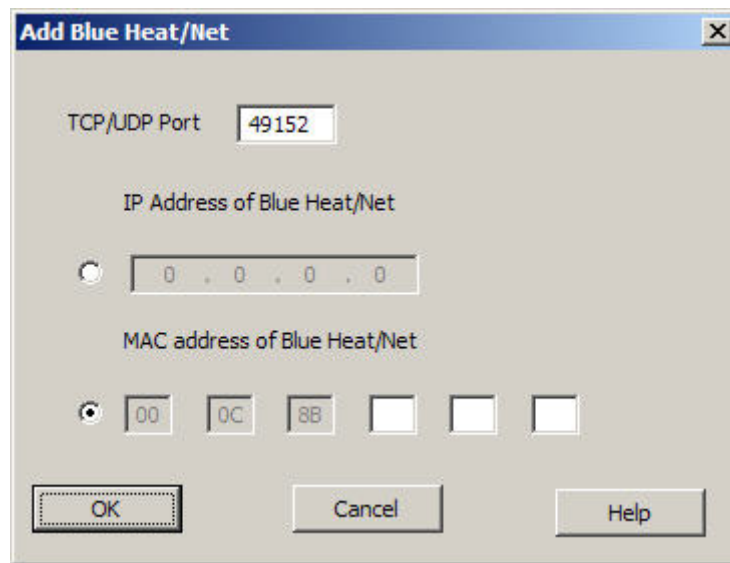 Add Blue Heat/Net
TCP/UDP Port 49152
IP Address of Blue Heat/Net
0 . 0 . 0 . 0
MAC address of Blue Heat/Net
00 0C 8B
OK Cancel Help